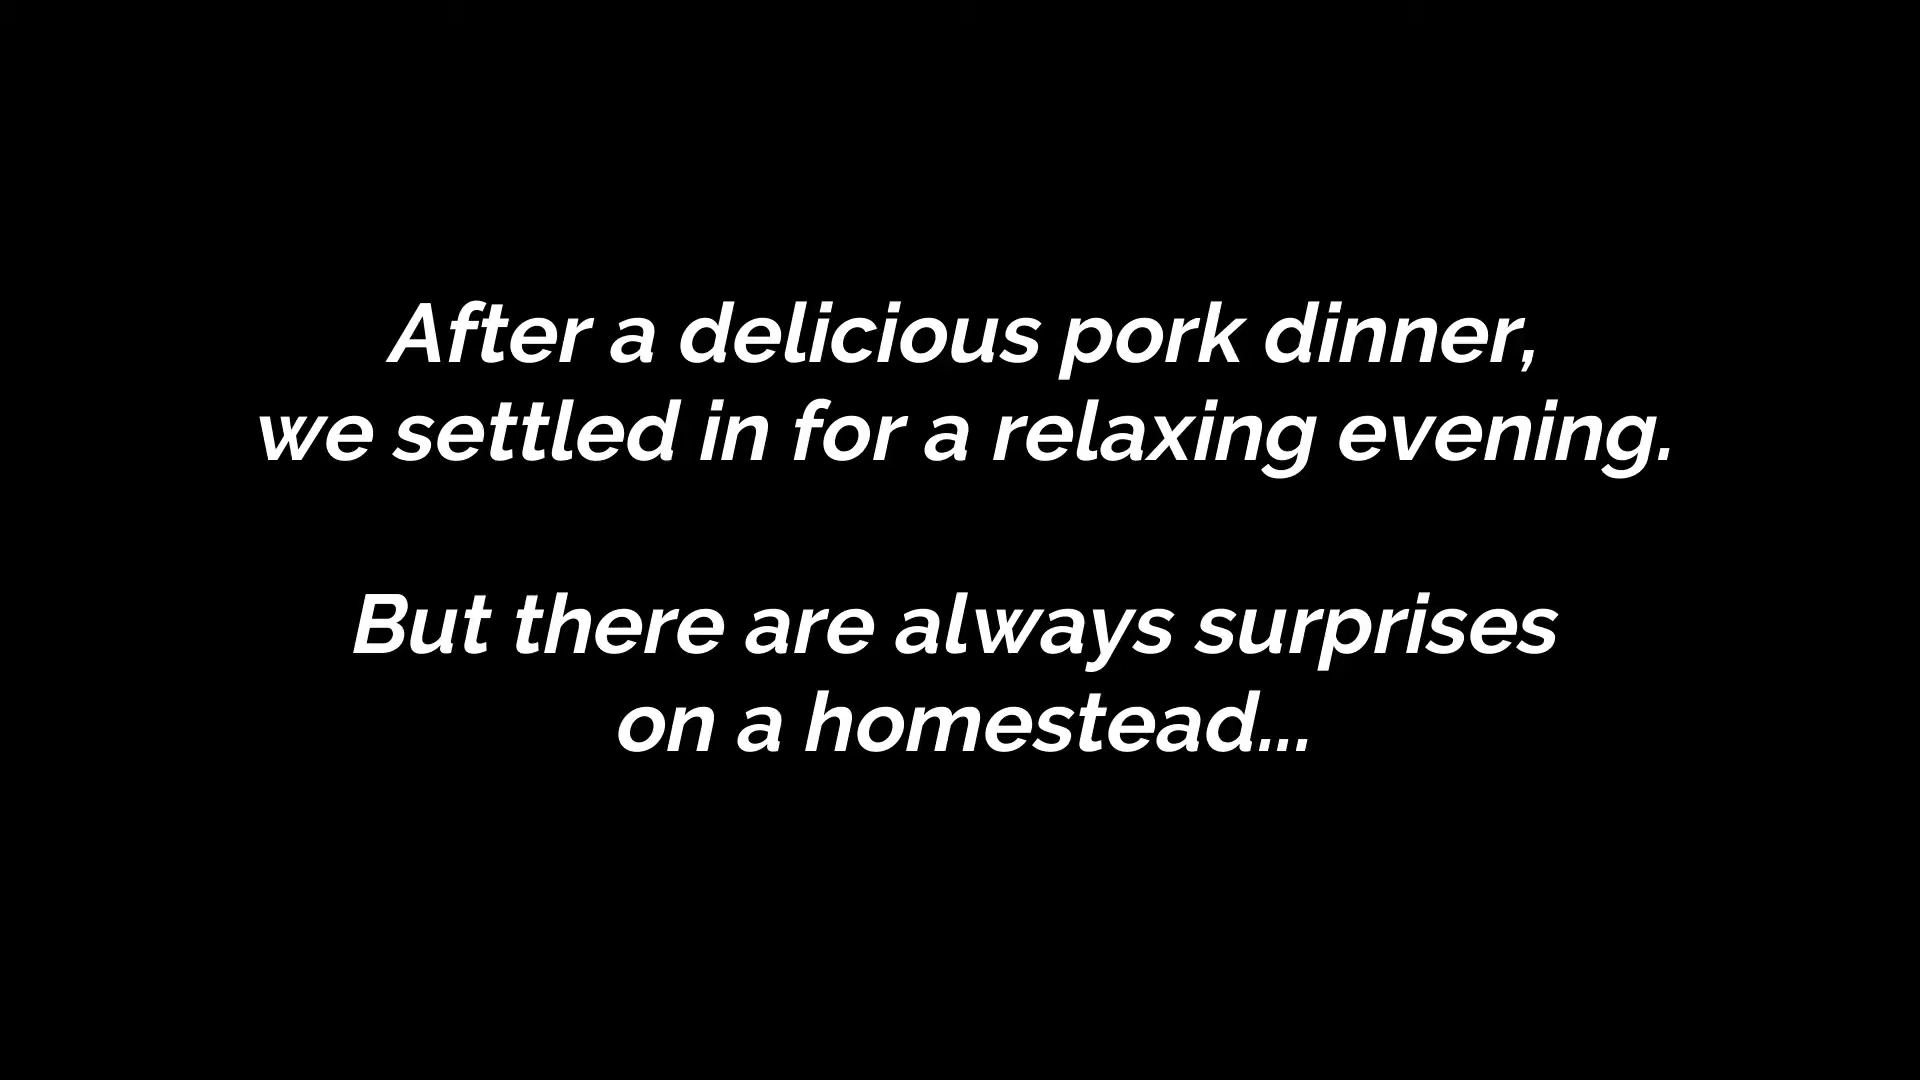 After a delicious pork dinner,
we settled in for a relaxing evening.
But there are always surprises
on a homestead...